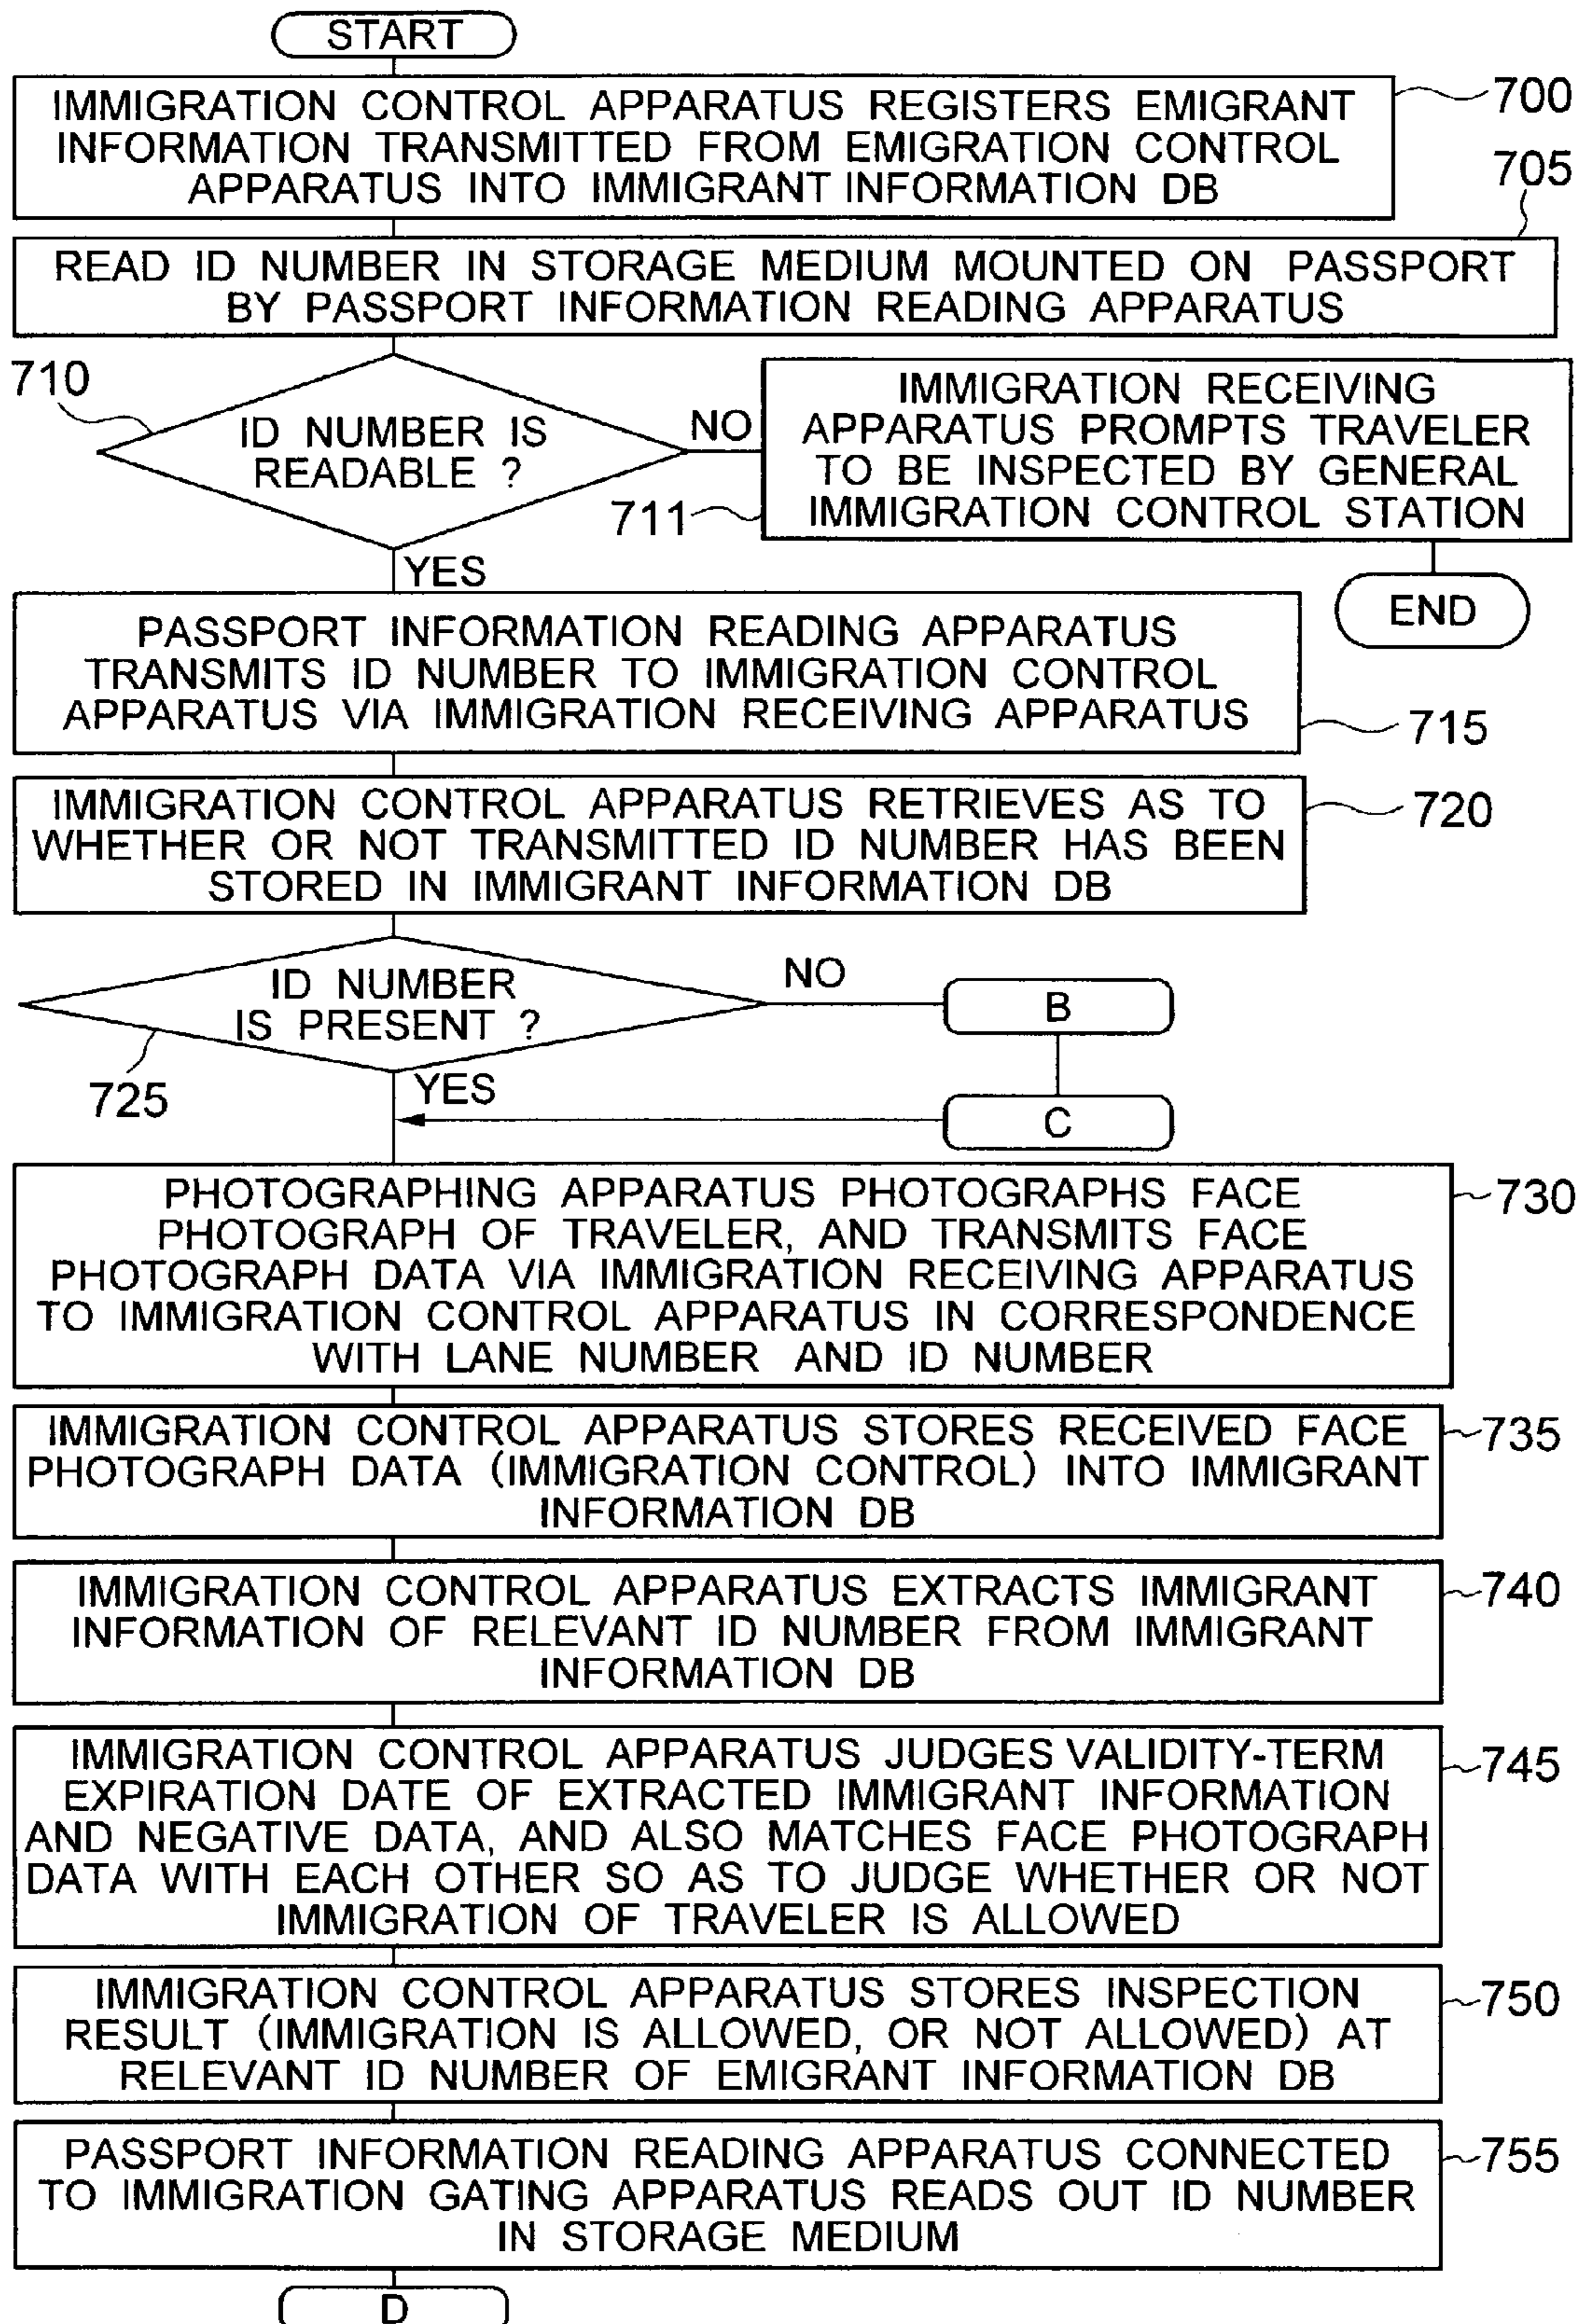 START
IMMIGRATION CONTROL APPARATUS REGISTERS EMIGRANT
INFORMATION TRANSMITTED FROM EMIGRATION CONTROL
APPARATUS INTO IMMIGRANT INFORMATION DB
700
705
READ ID NUMBER IN STORAGE MEDIUM MOUNTED ON PASSPORT
BY PASSPORT INFORMATION READING APPARATUS
710
ID NUMBER IS
READABLE ?
NO
IMMIGRATION RECEIVING
APPARATUS PROMPTS TRAVELER
TO BE INSPECTED BY GENERAL
IMMIGRATION CONTROL STATION
711
YES
END
PASSPORT INFORMATION READING APPARATUS
TRANSMITS ID NUMBER TO IMMIGRATION CONTROL
APPARATUS VIA IMMIGRATION RECEIVING APPARATUS
715
IMMIGRATION CONTROL APPARATUS RETRIEVES AS TO
WHETHER OR NOT TRANSMITTED ID NUMBER HAS BEEN
STORED IN IMMIGRANT INFORMATION DB
720
ID NUMBER
IS PRESENT ?
NO
B
725
YES
C
PHOTOGRAPHING APPARATUS PHOTOGRAPHS FACE
PHOTOGRAPH OF TRAVELER, AND TRANSMITS FACE
PHOTOGRAPH DATA VIA IMMIGRATION RECEIVING APPARATUS
TO IMMIGRATION CONTROL APPARATUS IN CORRESPONDENCE
WITH LANE NUMBER AND ID NUMBER
730
IMMIGRATION CONTROL APPARATUS STORES RECEIVED FACE
PHOTOGRAPH DATA (IMMIGRATION CONTROL) INTO IMMIGRANT
INFORMATION DB
735
IMMIGRATION CONTROL APPARATUS EXTRACTS IMMIGRANT
INFORMATION OF RELEVANT ID NUMBER FROM IMMIGRANT
INFORMATION DB
740
IMMIGRATION CONTROL APPARATUS JUDGES VALIDITY-TERM
EXPIRATION DATE OF EXTRACTED IMMIGRANT INFORMATION
AND NEGATIVE DATA, AND ALSO MATCHES FACE PHOTOGRAPH
DATA WITH EACH OTHER SO AS TO JUDGE WHETHER OR NOT
IMMIGRATION OF TRAVELER IS ALLOWED
745
IMMIGRATION CONTROL APPARATUS STORES INSPECTION
RESULT (IMMIGRATION IS ALLOWED, OR NOT ALLOWED) AT
RELEVANT ID NUMBER OF EMIGRANT INFORMATION DB
750
PASSPORT INFORMATION READING APPARATUS CONNECTED
TO IMMIGRATION GATING APPARATUS READS OUT ID NUMBER
IN STORAGE MEDIUM
755
D